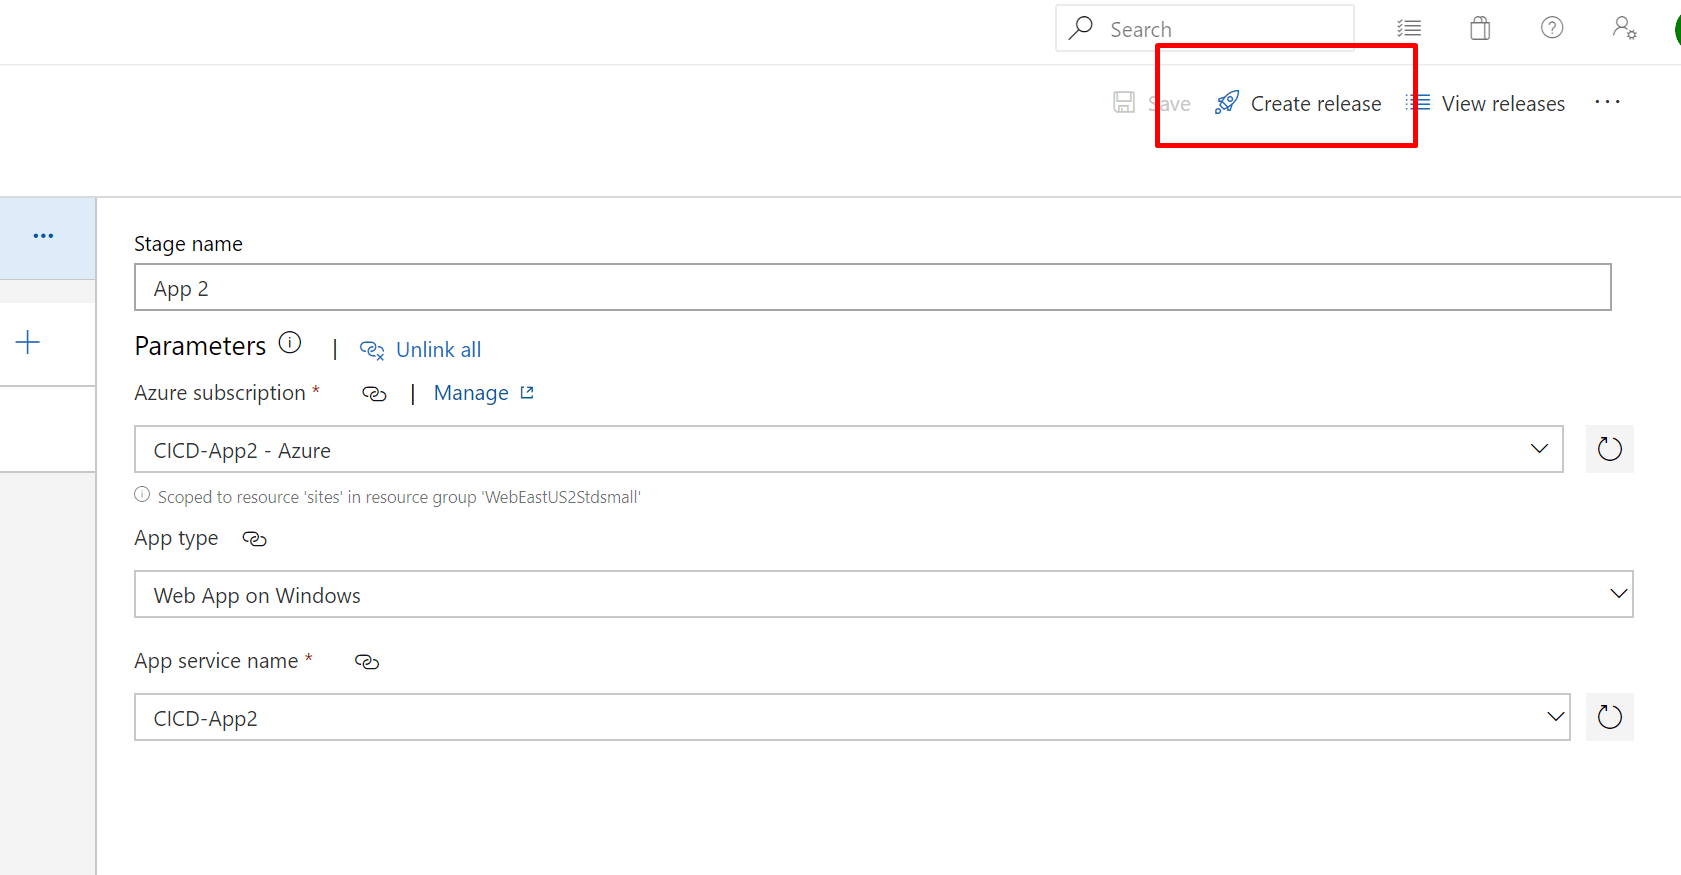 Search
Save Create release View releases ...
...
Stage name
App 2
Parameters | Unlink all
Azure subscription * | Manage
CICD-App2 - Azure
Scoped to resource 'sites' in resource group 'WebEastUS2Stdsmall'
App type
Web App on Windows
App service name *
CICD-App2